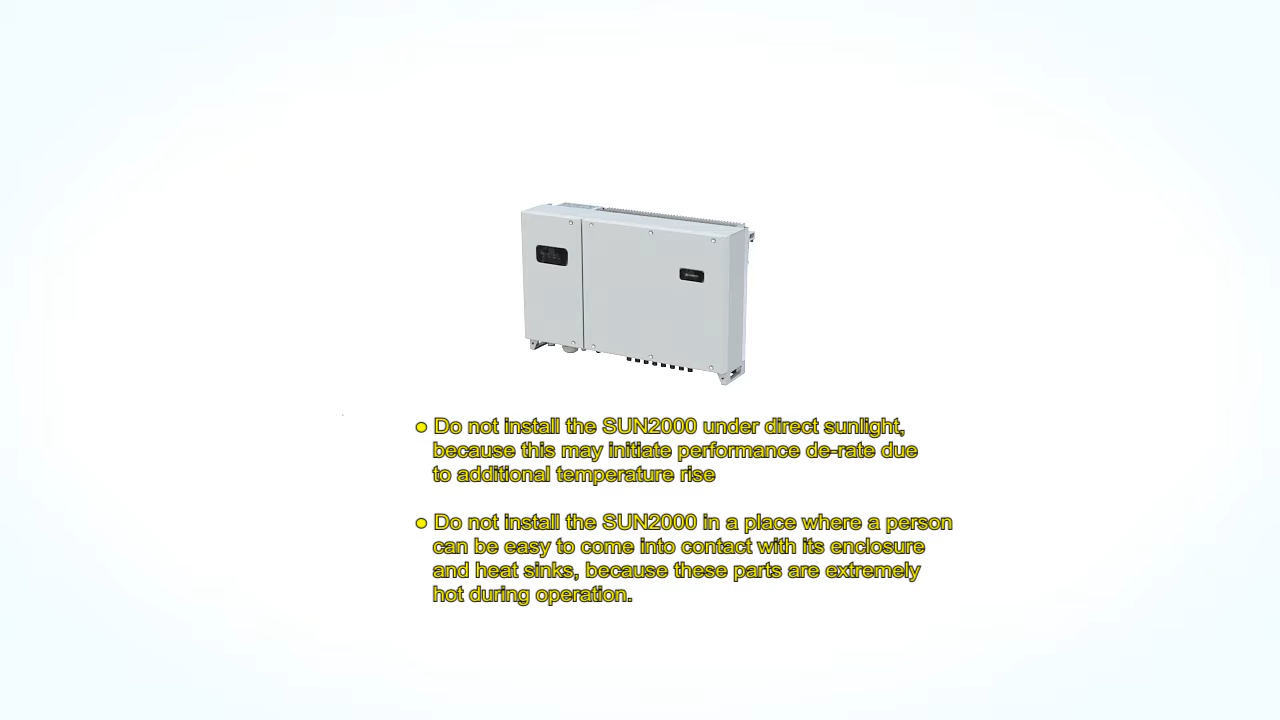 ● Do not install the SUN2000 under direct sunlight,
because this may initiate performance de-rate due
to additional temperature rise
● Do not install the SUN2000 in a place where a person
can be easy to come into contact with its enclosure
and heat sinks, because these parts are extremely
hot during operation.